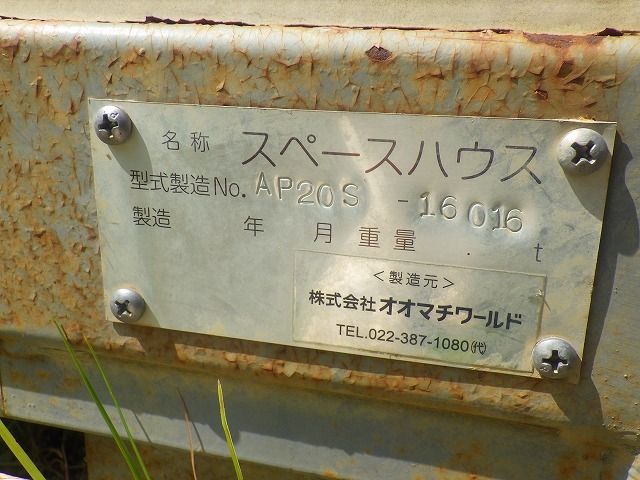 名称 スペースハウス
型式製造No. AP20S -16016
製造 年 月 重量 . t
<製造元>
株式会社オオマチワールド
TEL.022-387-1080㈹